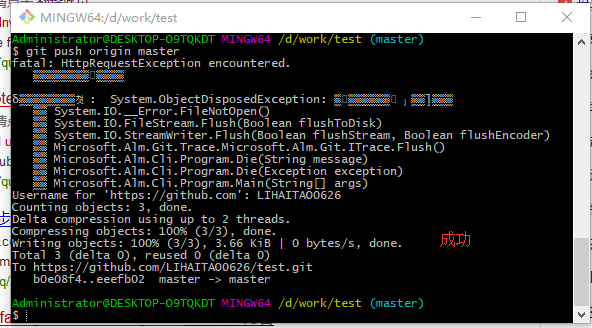 MINGW64:/d/work/test
Administrator@DESKTOP-O9TQKDT MINGW64 /d/work/test (master)
$ git push origin master
fatal: HttpRequestException encountered.
: System.ObjectDisposedException:
System.IO.__Error.FileNotOpen()
System.IO.FileStream.Flush(Boolean flushToDisk)
System.IO.StreamWriter.Flush(Boolean flushStream, Boolean flushEncoder)
Microsoft.Alm.Git.Trace.Microsoft.Alm.Git.ITrace.Flush()
Microsoft.Alm.Cli.Program.Die(String message)
Microsoft.Alm.Cli.Program.Die(Exception exception)
Microsoft.Alm.Cli.Program.Main(String[] args)
Username for 'https://github.com': LIHAITAO0626
Counting objects: 3, done.
Delta compression using up to 2 threads.
Compressing objects: 100% (3/3), done.
Writing objects: 100% (3/3), 3.66 KiB | 0 bytes/s, done.
成功
Total 3 (delta 0), reused 0 (delta 0)
To https://github.com/LIHAITAO0626/test.git
b0e08f4..eeefb02 master -> master
Administrator@DESKTOP-O9TQKDT MINGW64 /d/work/test (master)
$